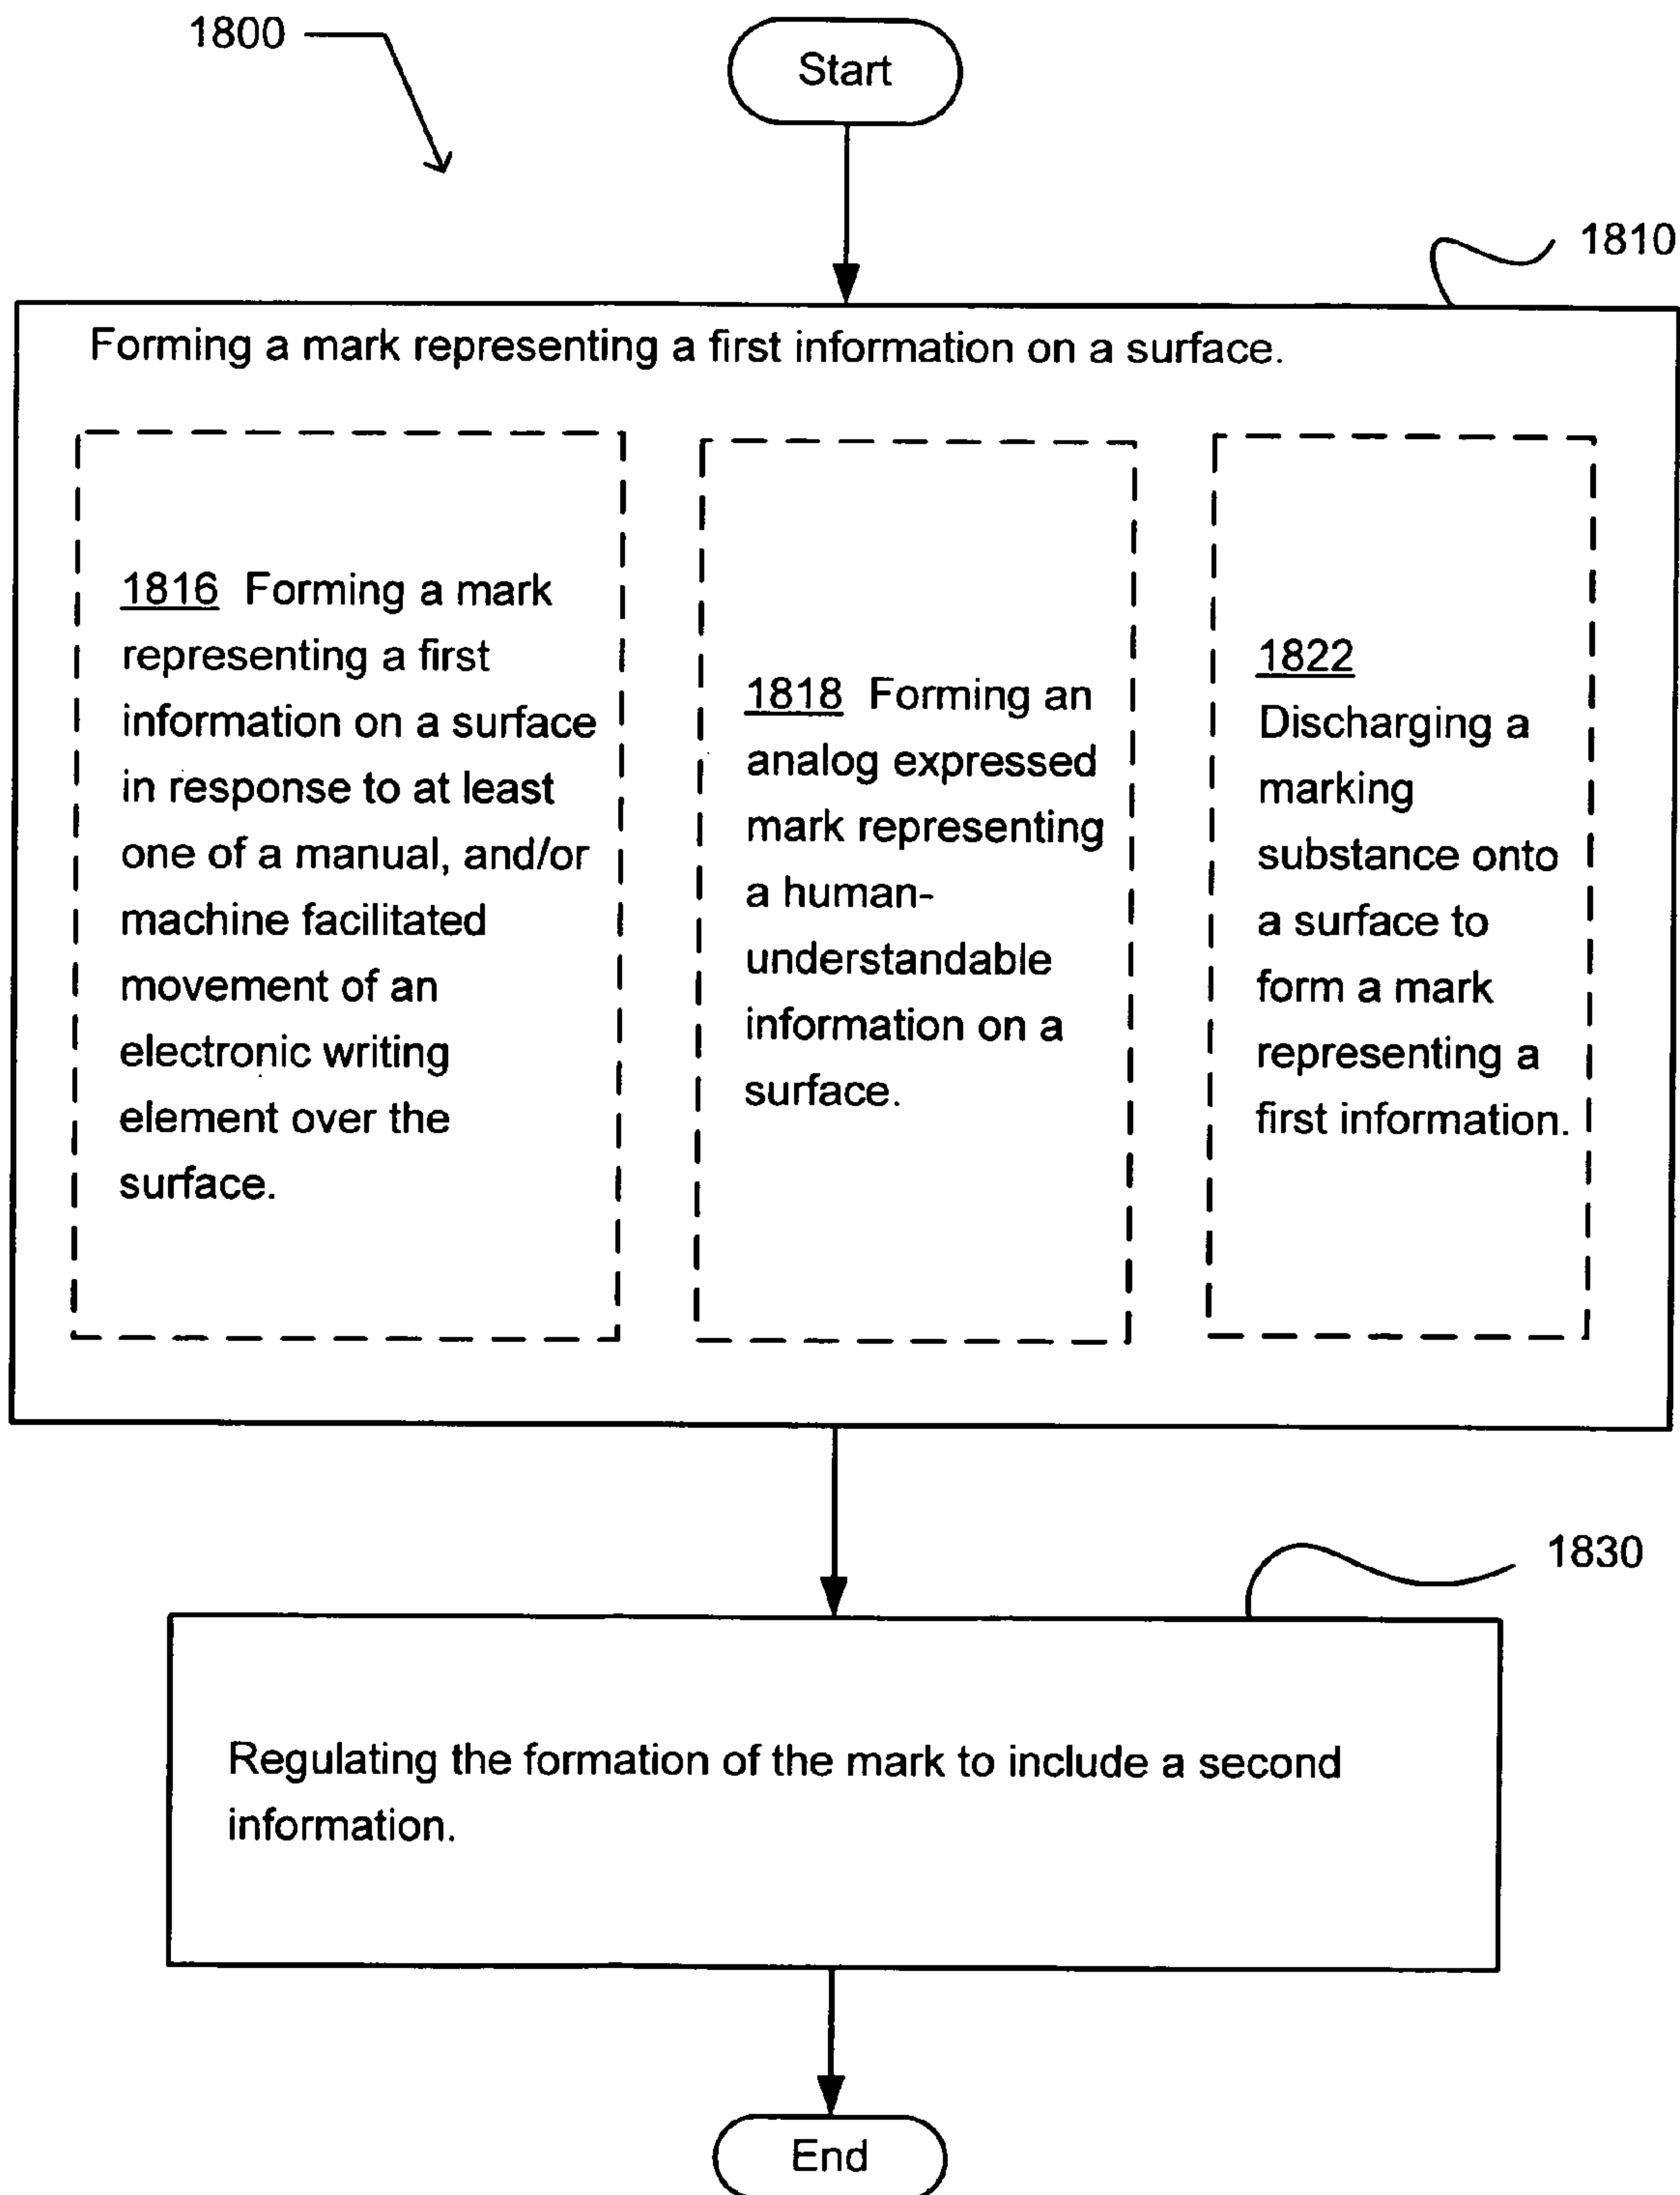 1800
Start
1810
Forming a mark representing a first information on a surface.
1816 Forming a mark
representing a first
information on a surface
in response to at least
one of a manual, and/or
machine facilitated
movement of an
electronic writing
element over the
surface.
1818 Forming an
analog expressed
mark representing
a human-
understandable
information on a
surface.
1822
Discharging a
marking
substance onto
a surface to
form a mark
representing a
first information.
1830
Regulating the formation of the mark to include a second
information.
End